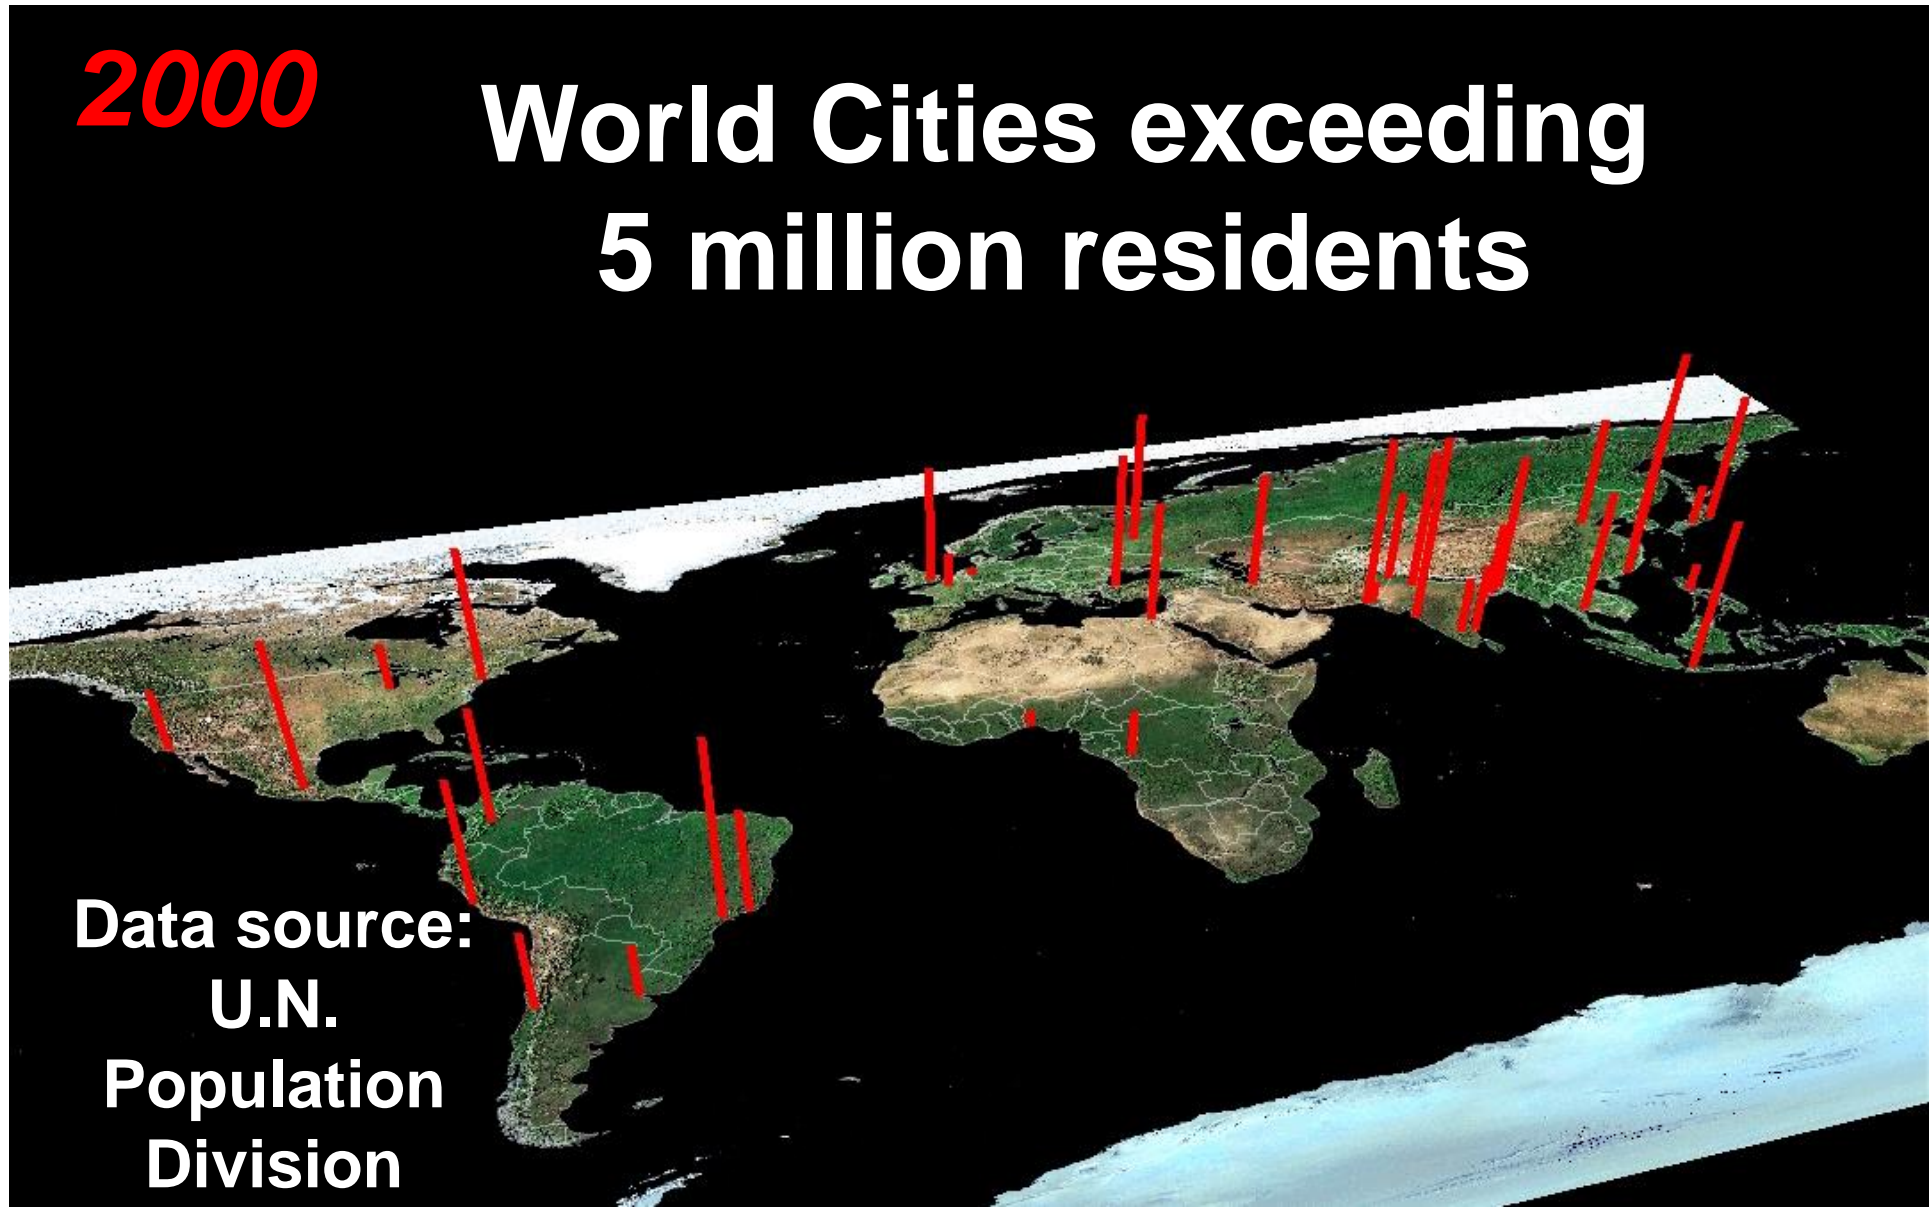 2000
World Cities exceeding
5 million residents
Data source:
U.N.
Population
Division